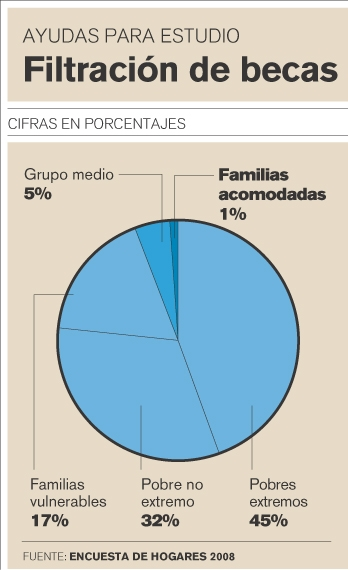 AYUDAS PARA ESTUDIO
Filtración de becas
CIFRAS EN PORCENTAJES
Grupo medio
5%
Familias
acomodadas
1%
Familias
vulnerables
17%
Pobre no
extremo
32%
Pobres
extremos
45%
FUENTE: ENCUESTA DE HOGARES 2008